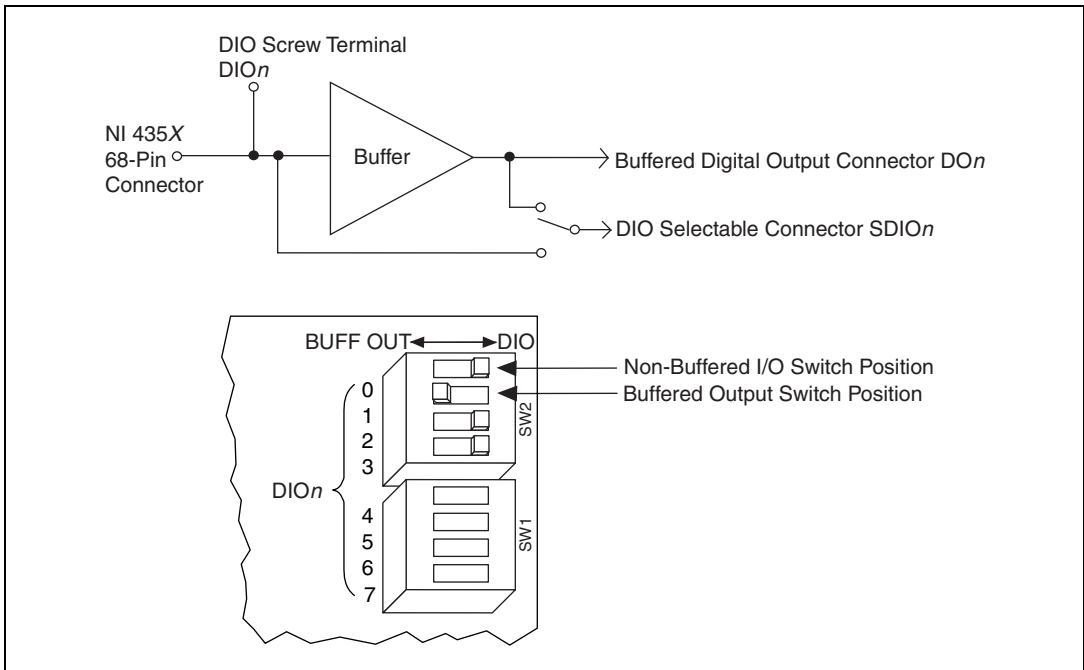 DIO Screw Terminal
DIOn
NI 435X
68-Pin
Connector
Buffer
Buffered Digital Output Connector DOn
DIO Selectable Connector SDIOn
BUFF OUT
DIO
Non-Buffered I/O Switch Position
Buffered Output Switch Position
0
1
2
3
SW2
DIOn
4
5
6
7
SW1